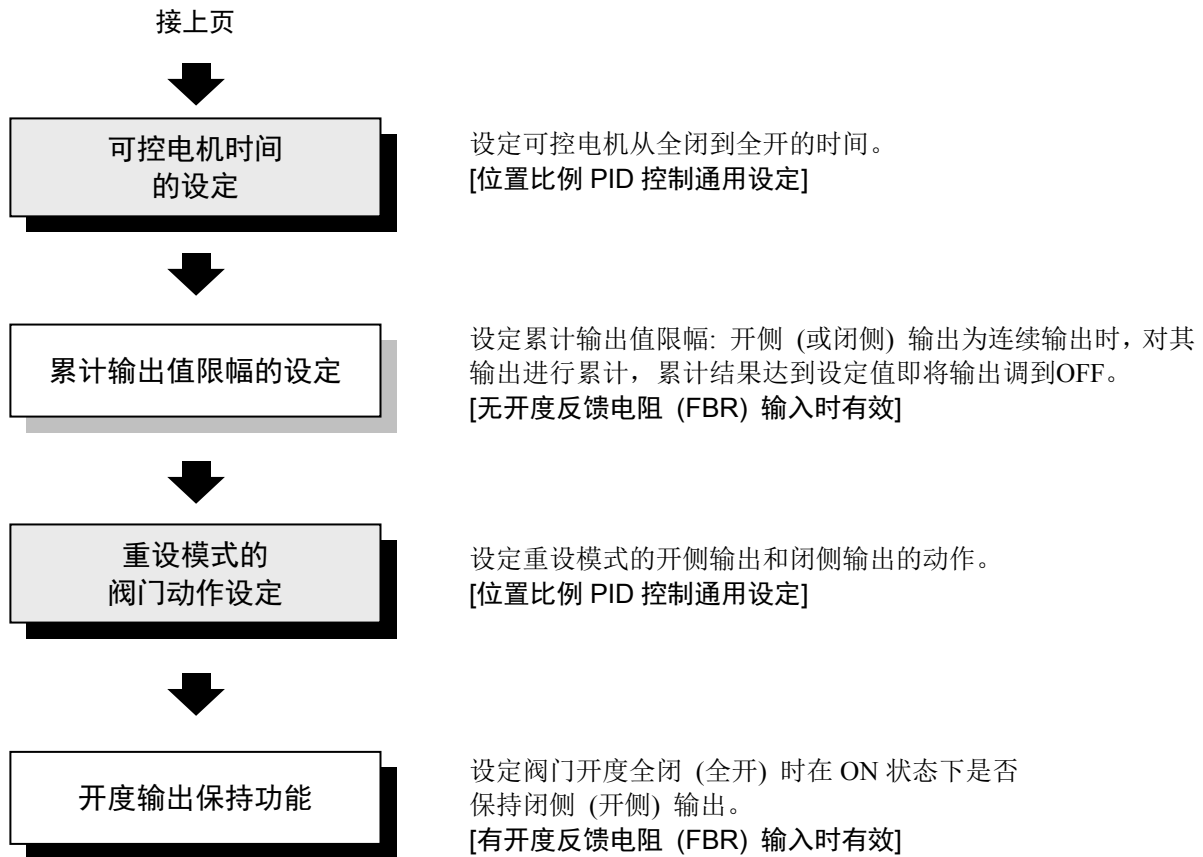 接上页
可控电机时间
的设定
设定可控电机从全闭到全开的时间。
[位置比例 PID 控制通用设定]
累计输出值限幅的设定
设定累计输出值限幅: 开侧 (或闭侧) 输出为连续输出时，对其
输出进行累计，累计结果达到设定值即将输出调到OFF。
[无开度反馈电阻 (FBR) 输入时有效]
重设模式的
阀门动作设定
设定重设模式的开侧输出和闭侧输出的动作。
[位置比例 PID 控制通用设定]
开度输出保持功能
设定阀门开度全闭 (全开) 时在 ON 状态下是否
保持闭侧 (开侧) 输出。
[有开度反馈电阻 (FBR) 输入时有效]